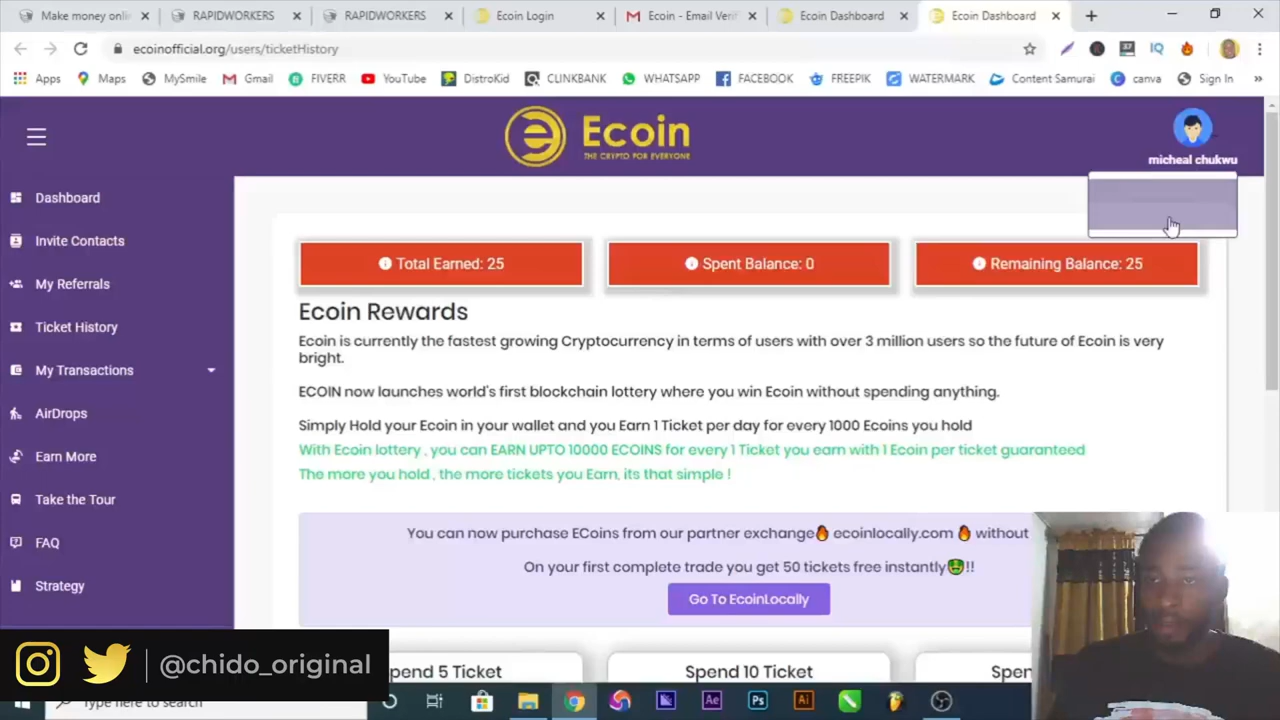 Make money onli
RAPIDWORKERS
RAPIDWORKERS
Ecoin Login
Ecoin - Email Veri
Ecoin Dashboard
Ecoin Dashboard
ecoinofficial.org/users/ticketHistory
Apps
Maps
MySmile
Gmail
FIVERR
YouTube
DistroKid
CLINKBANK
WHATSAPP
FACEBOOK
FREEPIK
WATERMARK
Content Samurai
canva
Sign In
Ecoin
THE CRYPTO FOR EVERYONE
micheal chukwu
Dashboard
Invite Contacts
My Referrals
Ticket History
My Transactions
AirDrops
Earn More
Take the Tour
FAQ
Strategy
Total Earned: 25
Spent Balance: 0
Remaining Balance: 25
Ecoin Rewards
Ecoin is currently the fastest growing Cryptocurrency in terms of users with over 3 million users so the future of Ecoin is very
bright.
ECOIN now launches world's first blockchain lottery where you win Ecoin without spending anything.
Simply Hold your Ecoin in your wallet and you Earn 1 Ticket per day for every 1000 Ecoins you hold
With Ecoin lottery , you can EARN UPTO 10000 ECOINS for every 1 Ticket you earn with 1 Ecoin per ticket guaranteed
The more you hold , the more tickets you Earn, its that simple !
You can now purchase ECoins from our partner exchange🔥 ecoinlocally.com 🔥 without
On your first complete trade you get 50 tickets free instantly🤑!!
Go To EcoinLocally
pend 5 Ticket
Spend 10 Ticket
Spen
@chido_original
Type here to search
Ae
Ps
Ai